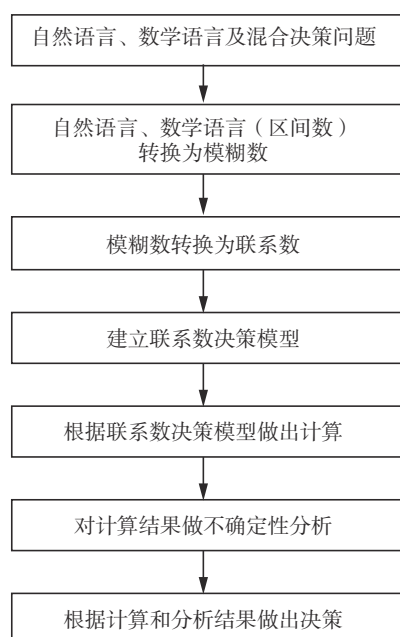 自然语言、数学语言及混合决策问题
自然语言、数学语言（区间数）
转换为模糊数
模糊数转换为联系数
建立联系数决策模型
根据联系数决策模型做出计算
对计算结果做不确定性分析
根据计算和分析结果做出决策